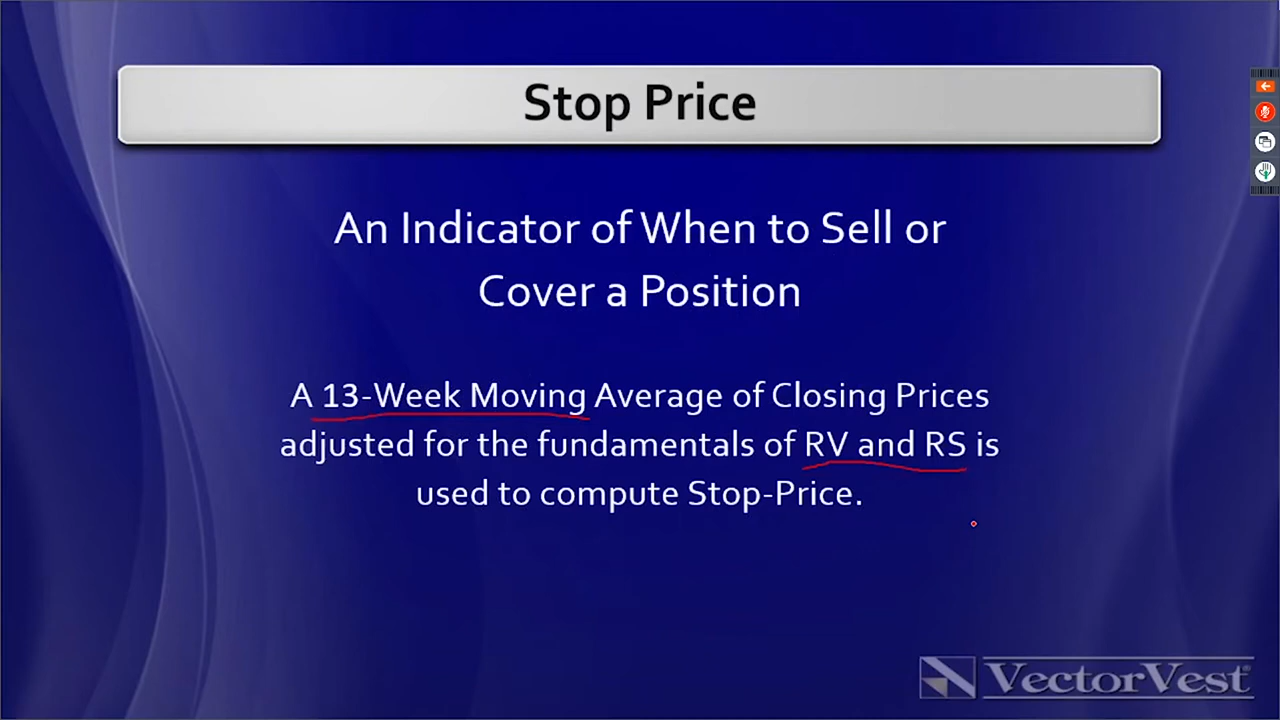 Stop Price
An Indicator of When to Sell or
Cover a Position
A 13-Week Moving Average of Closing Prices
adjusted for the fundamentals of RV and RS is
used to compute Stop-Price.
VectorVest®